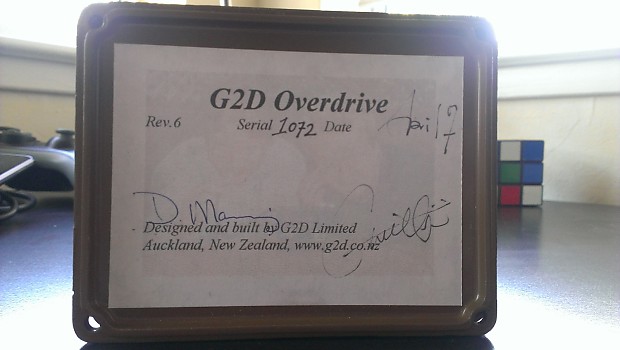 G2D Overdrive
Rev.6 Serial 1072 Date
D. Manning
Designed and built by G2D Limited
Auckland, New Zealand, www.g2d.co.nz